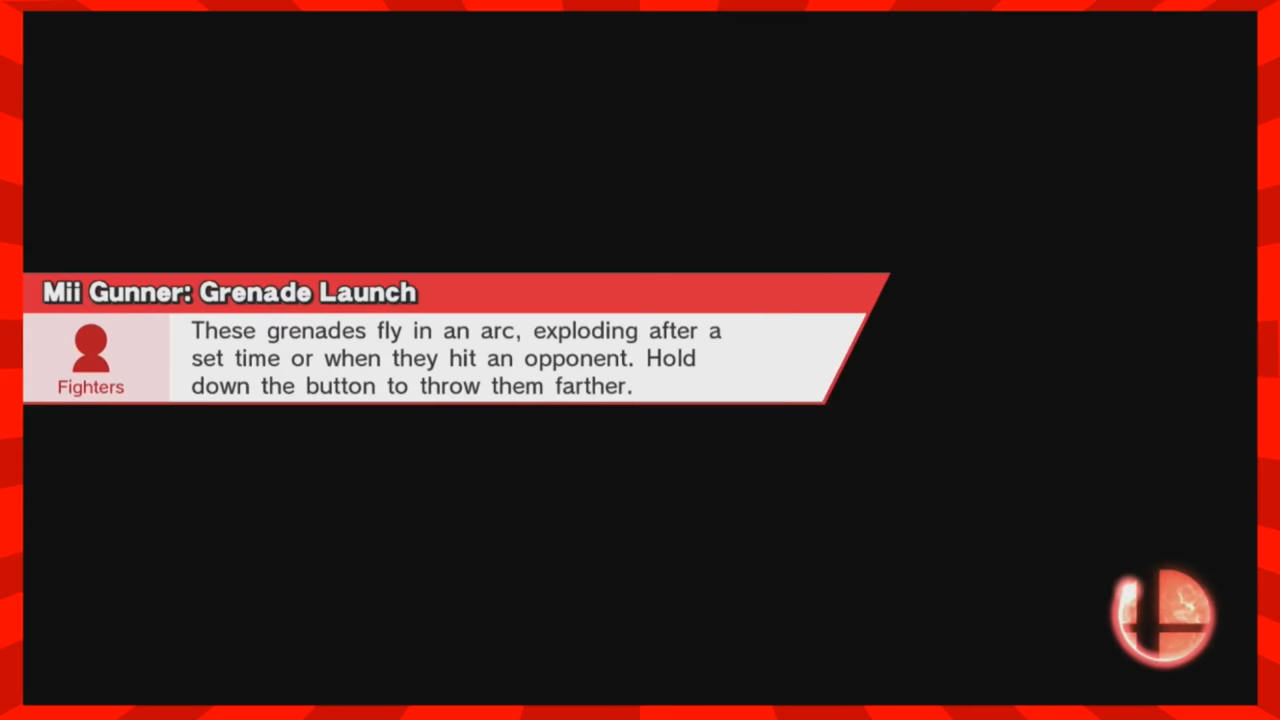 Mii Gunner: Grenade Launch
These grenades fly in an arc, exploding after a
set time or when they hit an opponent. Hold
down the button to throw them farther.
Fighters